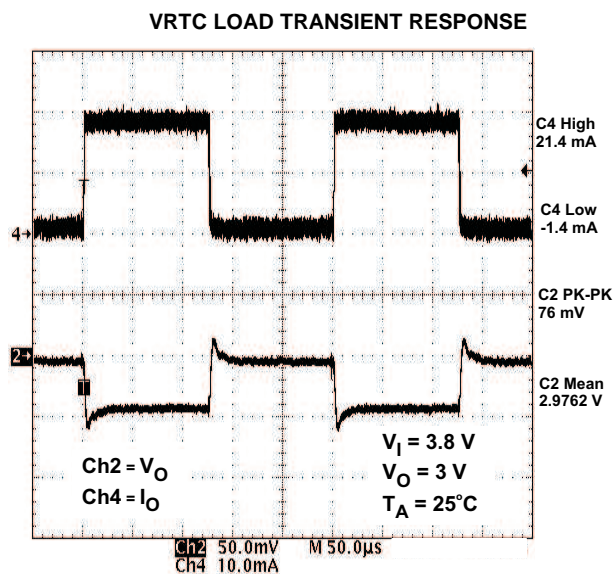 VRTC LOAD TRANSIENT RESPONSE
C4 High
21.4 mA
C4 Low
-1.4 mA
4
C2 PK-PK
76 mV
2
T
C2 Mean
2.9762 V
Ch2 = VO
Ch4 = IO
VI = 3.8 V
VO = 3 V
TA = 25°C
Ch2 50.0mV M 50.0µs
Ch4 10.0mA